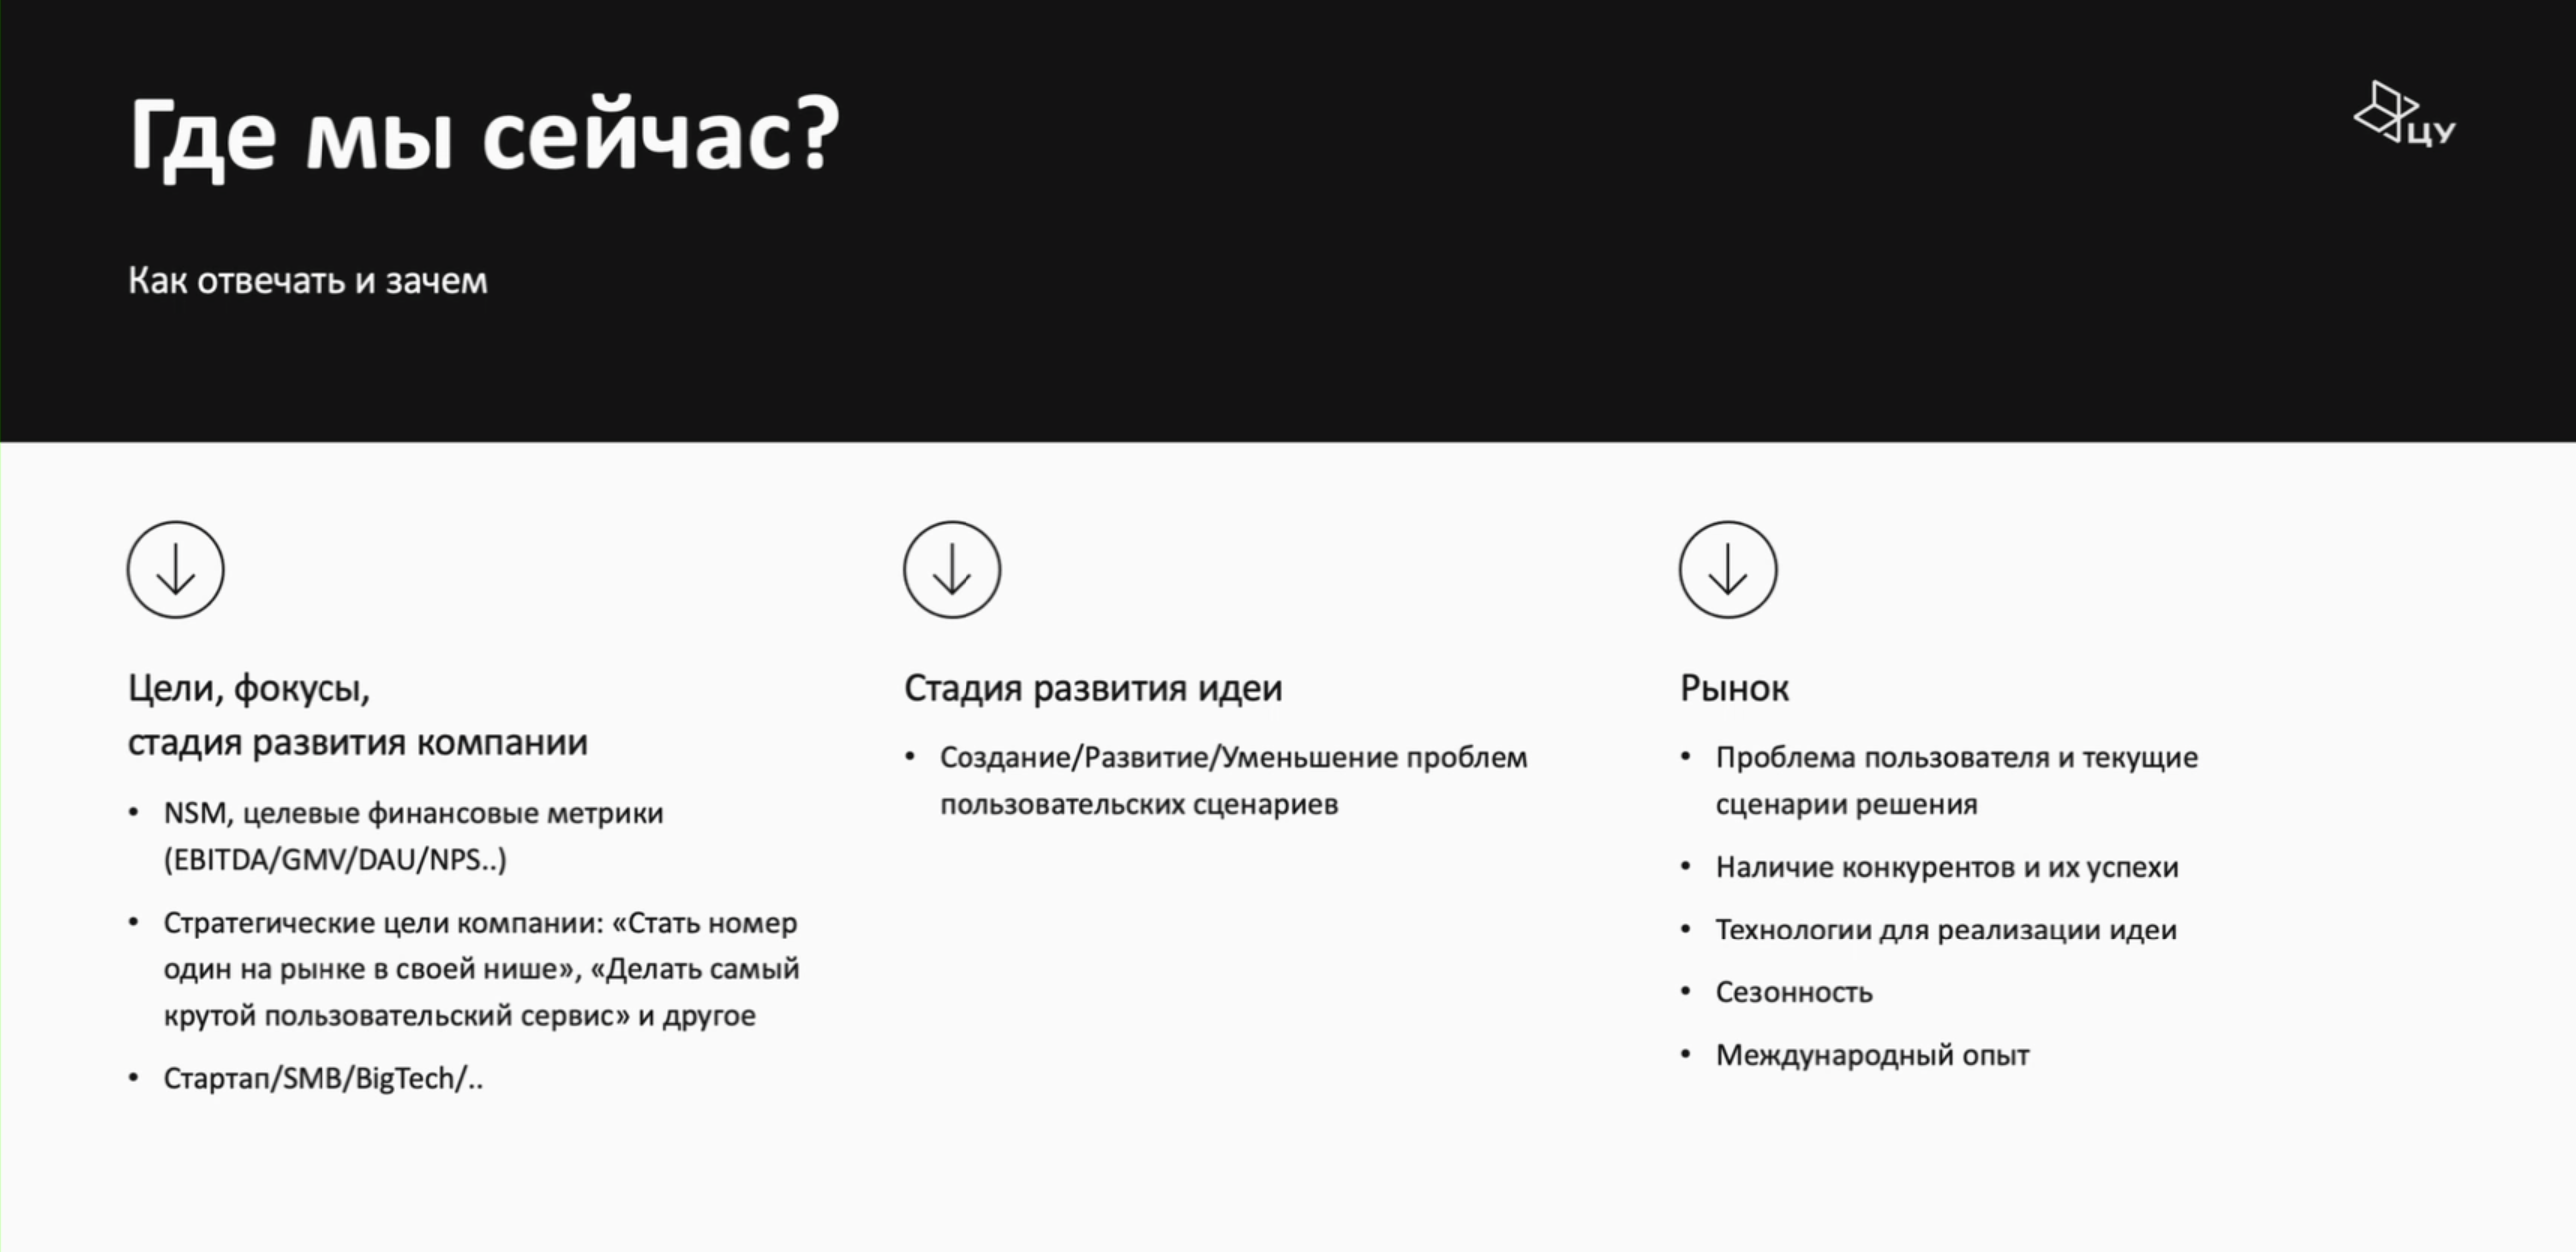 Где мы сейчас?
ЦУ
Как отвечать и зачем
Цели, фокусы,
стадия развития компании
• NSM, целевые финансовые метрики
(EBITDA/GMV/DAU/NPS..)
• Стратегические цели компании: «Стать номер
один на рынке в своей нише», «Делать самый
крутой пользовательский сервис» и другое
• Стартап/SMB/BigTech/..
Стадия развития идеи
• Создание/Развитие/Уменьшение проблем
пользовательских сценариев
Рынок
• Проблема пользователя и текущие
сценарии решения
• Наличие конкурентов и их успехи
• Технологии для реализации идеи
• Сезонность
• Международный опыт